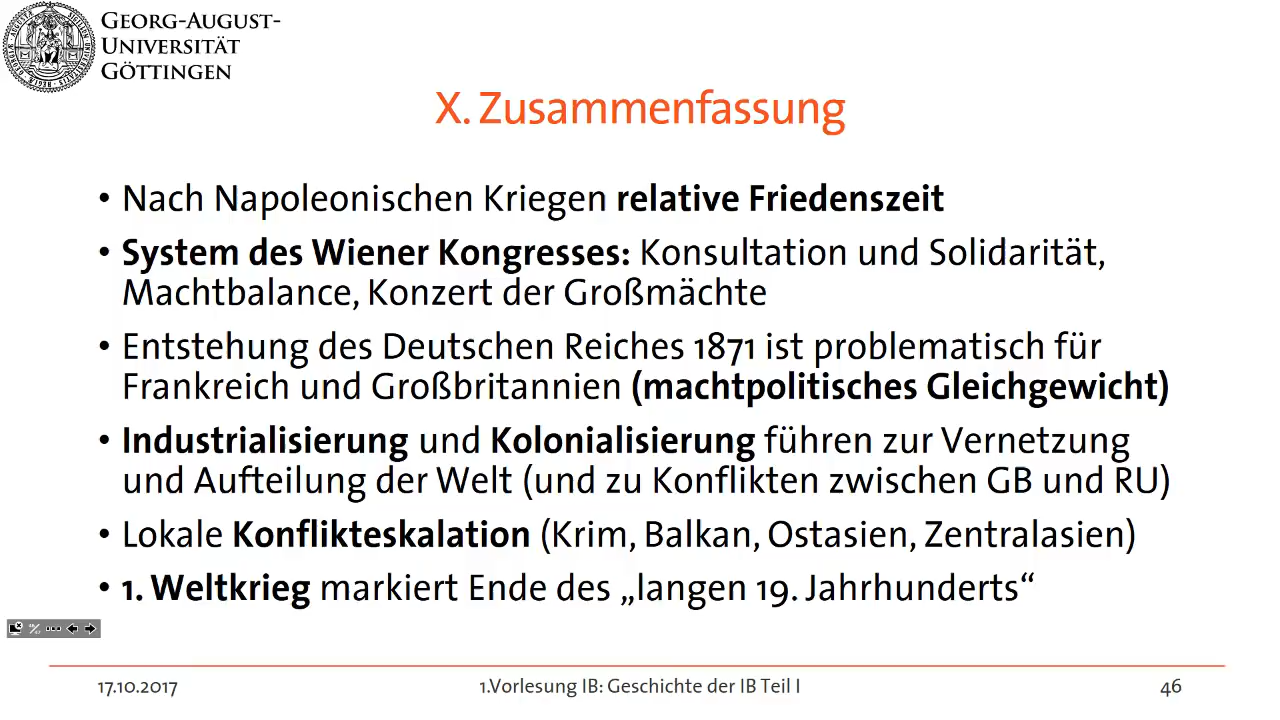 GEORG-AUGUST-
UNIVERSITÄT
GÖTTINGEN
X. Zusammenfassung
• Nach Napoleonischen Kriegen relative Friedenszeit
• System des Wiener Kongresses: Konsultation und Solidarität,
Machtbalance, Konzert der Großmächte
• Entstehung des Deutschen Reiches 1871 ist problematisch für
Frankreich und Großbritannien (machtpolitisches Gleichgewicht)
• Industrialisierung und Kolonialisierung führen zur Vernetzung
und Aufteilung der Welt (und zu Konflikten zwischen GB und RU)
• Lokale Konflikteskalation (Krim, Balkan, Ostasien, Zentralasien)
• 1. Weltkrieg markiert Ende des „langen 19. Jahrhunderts“
17.10.2017
1.Vorlesung IB: Geschichte der IB Teil I
46